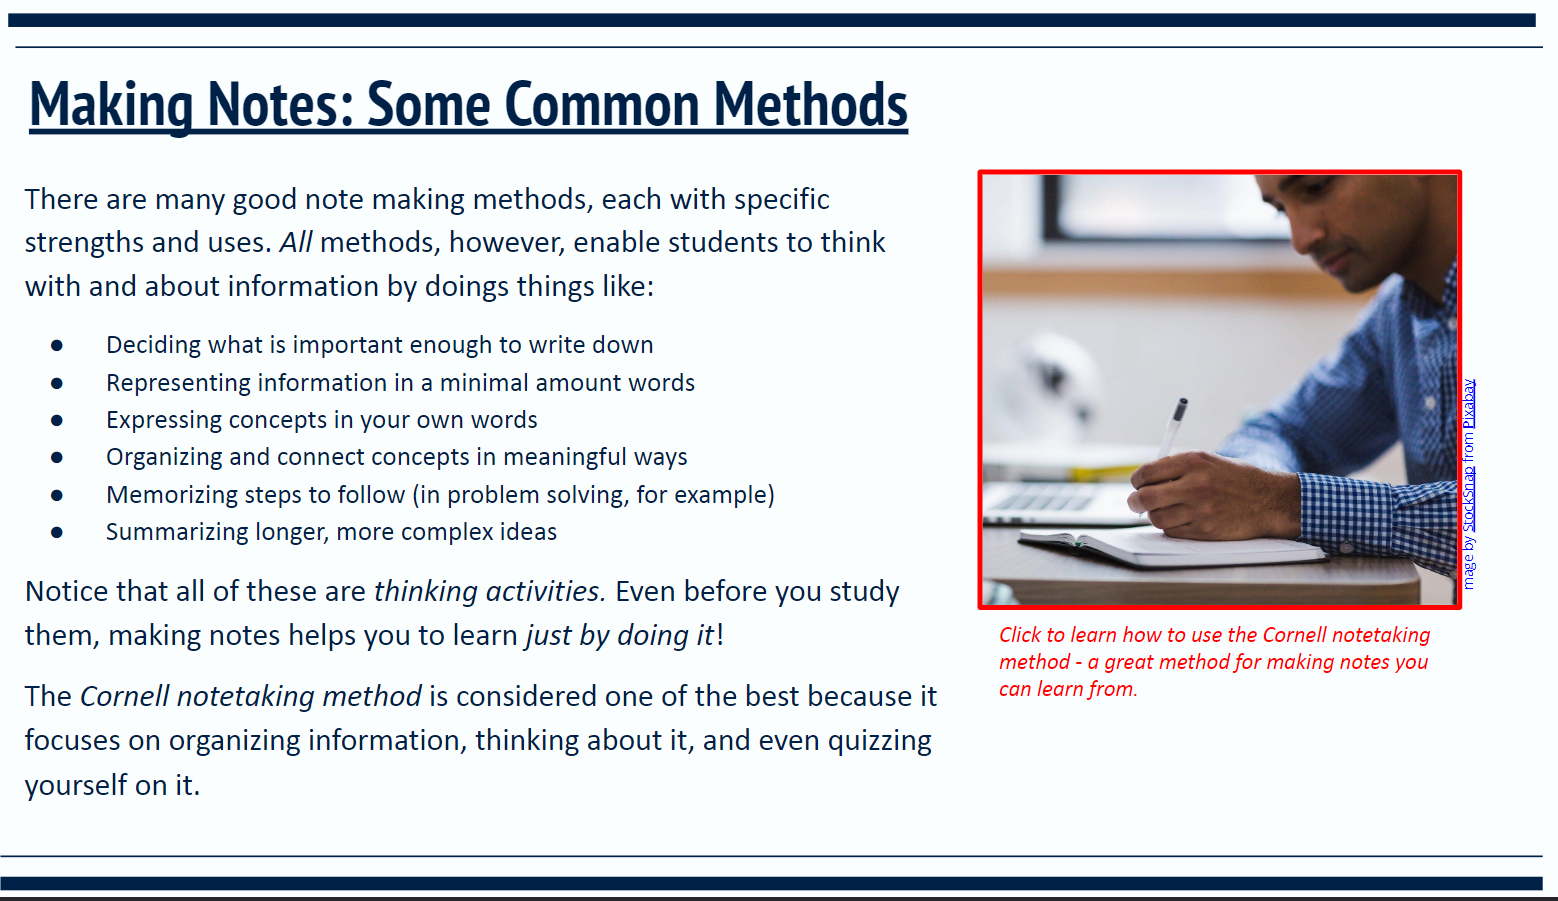 Making Notes: Some Common Methods
There are many good note making methods, each with specific
strengths and uses. All methods, however, enable students to think
with and about information by doings things like:
● Deciding what is important enough to write down
● Representing information in a minimal amount words
● Expressing concepts in your own words
● Organizing and connect concepts in meaningful ways
● Memorizing steps to follow (in problem solving, for example)
● Summarizing longer, more complex ideas
Notice that all of these are thinking activities. Even before you study
them, making notes helps you to learn just by doing it!
The Cornell notetaking method is considered one of the best because it
focuses on organizing information, thinking about it, and even quizzing
yourself on it.
mage by StockSnap from Pixabay
Click to learn how to use the Cornell notetaking
method - a great method for making notes you
can learn from.